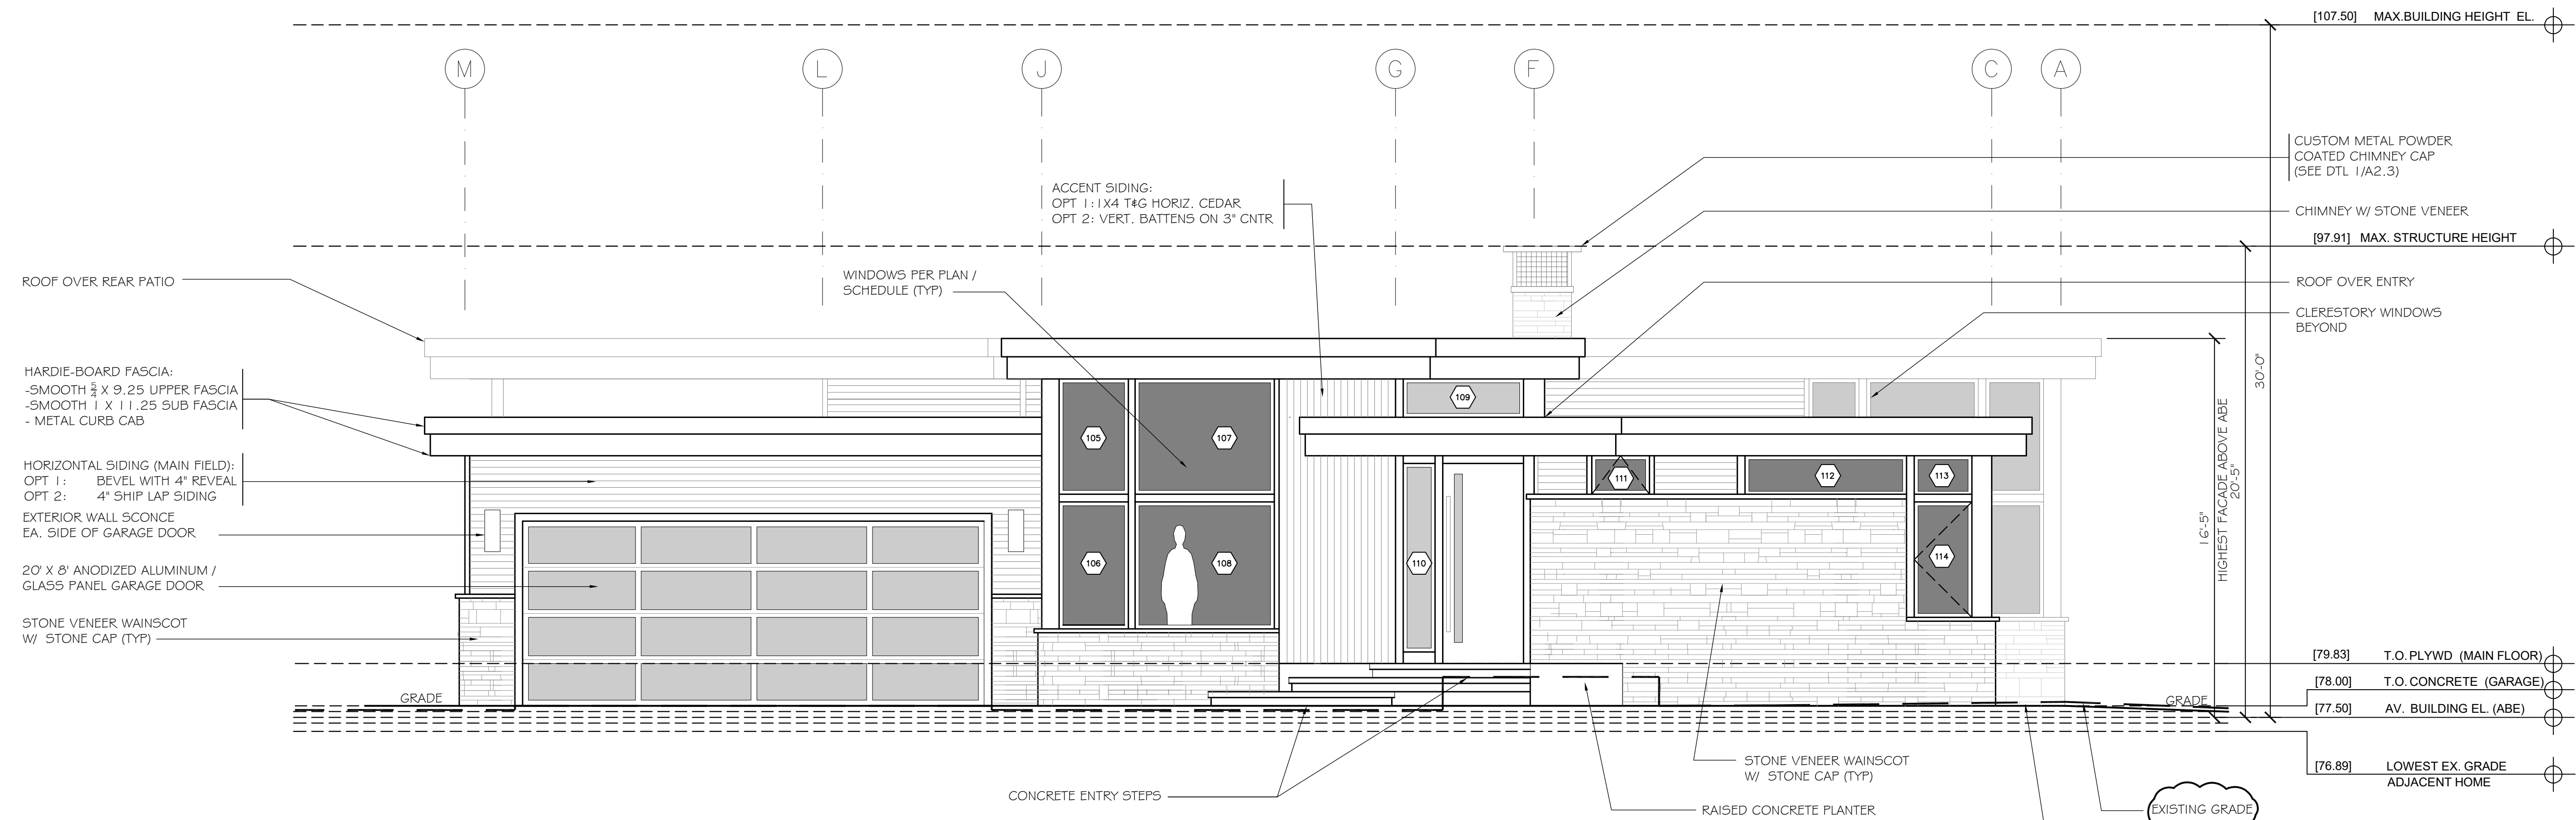 [107.50] MAX.BUILDING HEIGHT EL.
M
L
J
G
F
C
A
CUSTOM METAL POWDER
COATED CHIMNEY CAP
(SEE DTL 1/A2.3)
ACCENT SIDING:
OPT 1:1X4 T&G HORIZ. CEDAR
OPT 2: VERT. BATTENS ON 3" CNTR
CHIMNEY W/ STONE VENEER
[97.91] MAX. STRUCTURE HEIGHT
ROOF OVER REAR PATIO
WINDOWS PER PLAN /
SCHEDULE (TYP)
ROOF OVER ENTRY
CLERESTORY WINDOWS
BEYOND
HARDIE-BOARD FASCIA:
-SMOOTH 5/4 X 9.25 UPPER FASCIA
-SMOOTH 1 X 11.25 SUB FASCIA
- METAL CURB CAB
30'-0"
20'-5"
HIGHEST FACADE ABOVE ABE
16'-5"
109
105
107
HORIZONTAL SIDING (MAIN FIELD):
OPT 1: BEVEL WITH 4" REVEAL
OPT 2: 4" SHIP LAP SIDING
111
112
113
EXTERIOR WALL SCONCE
EA. SIDE OF GARAGE DOOR
106
108
110
114
20' X 8' ANODIZED ALUMINUM /
GLASS PANEL GARAGE DOOR
STONE VENEER WAINSCOT
W/ STONE CAP (TYP)
[79.83] T.O. PLYWD (MAIN FLOOR)
[78.00] T.O. CONCRETE (GARAGE)
GRADE
GRADE
[77.50] AV. BUILDING EL. (ABE)
STONE VENEER WAINSCOT
W/ STONE CAP (TYP)
[76.89] LOWEST EX. GRADE
ADJACENT HOME
CONCRETE ENTRY STEPS
RAISED CONCRETE PLANTER
EXISTING GRADE